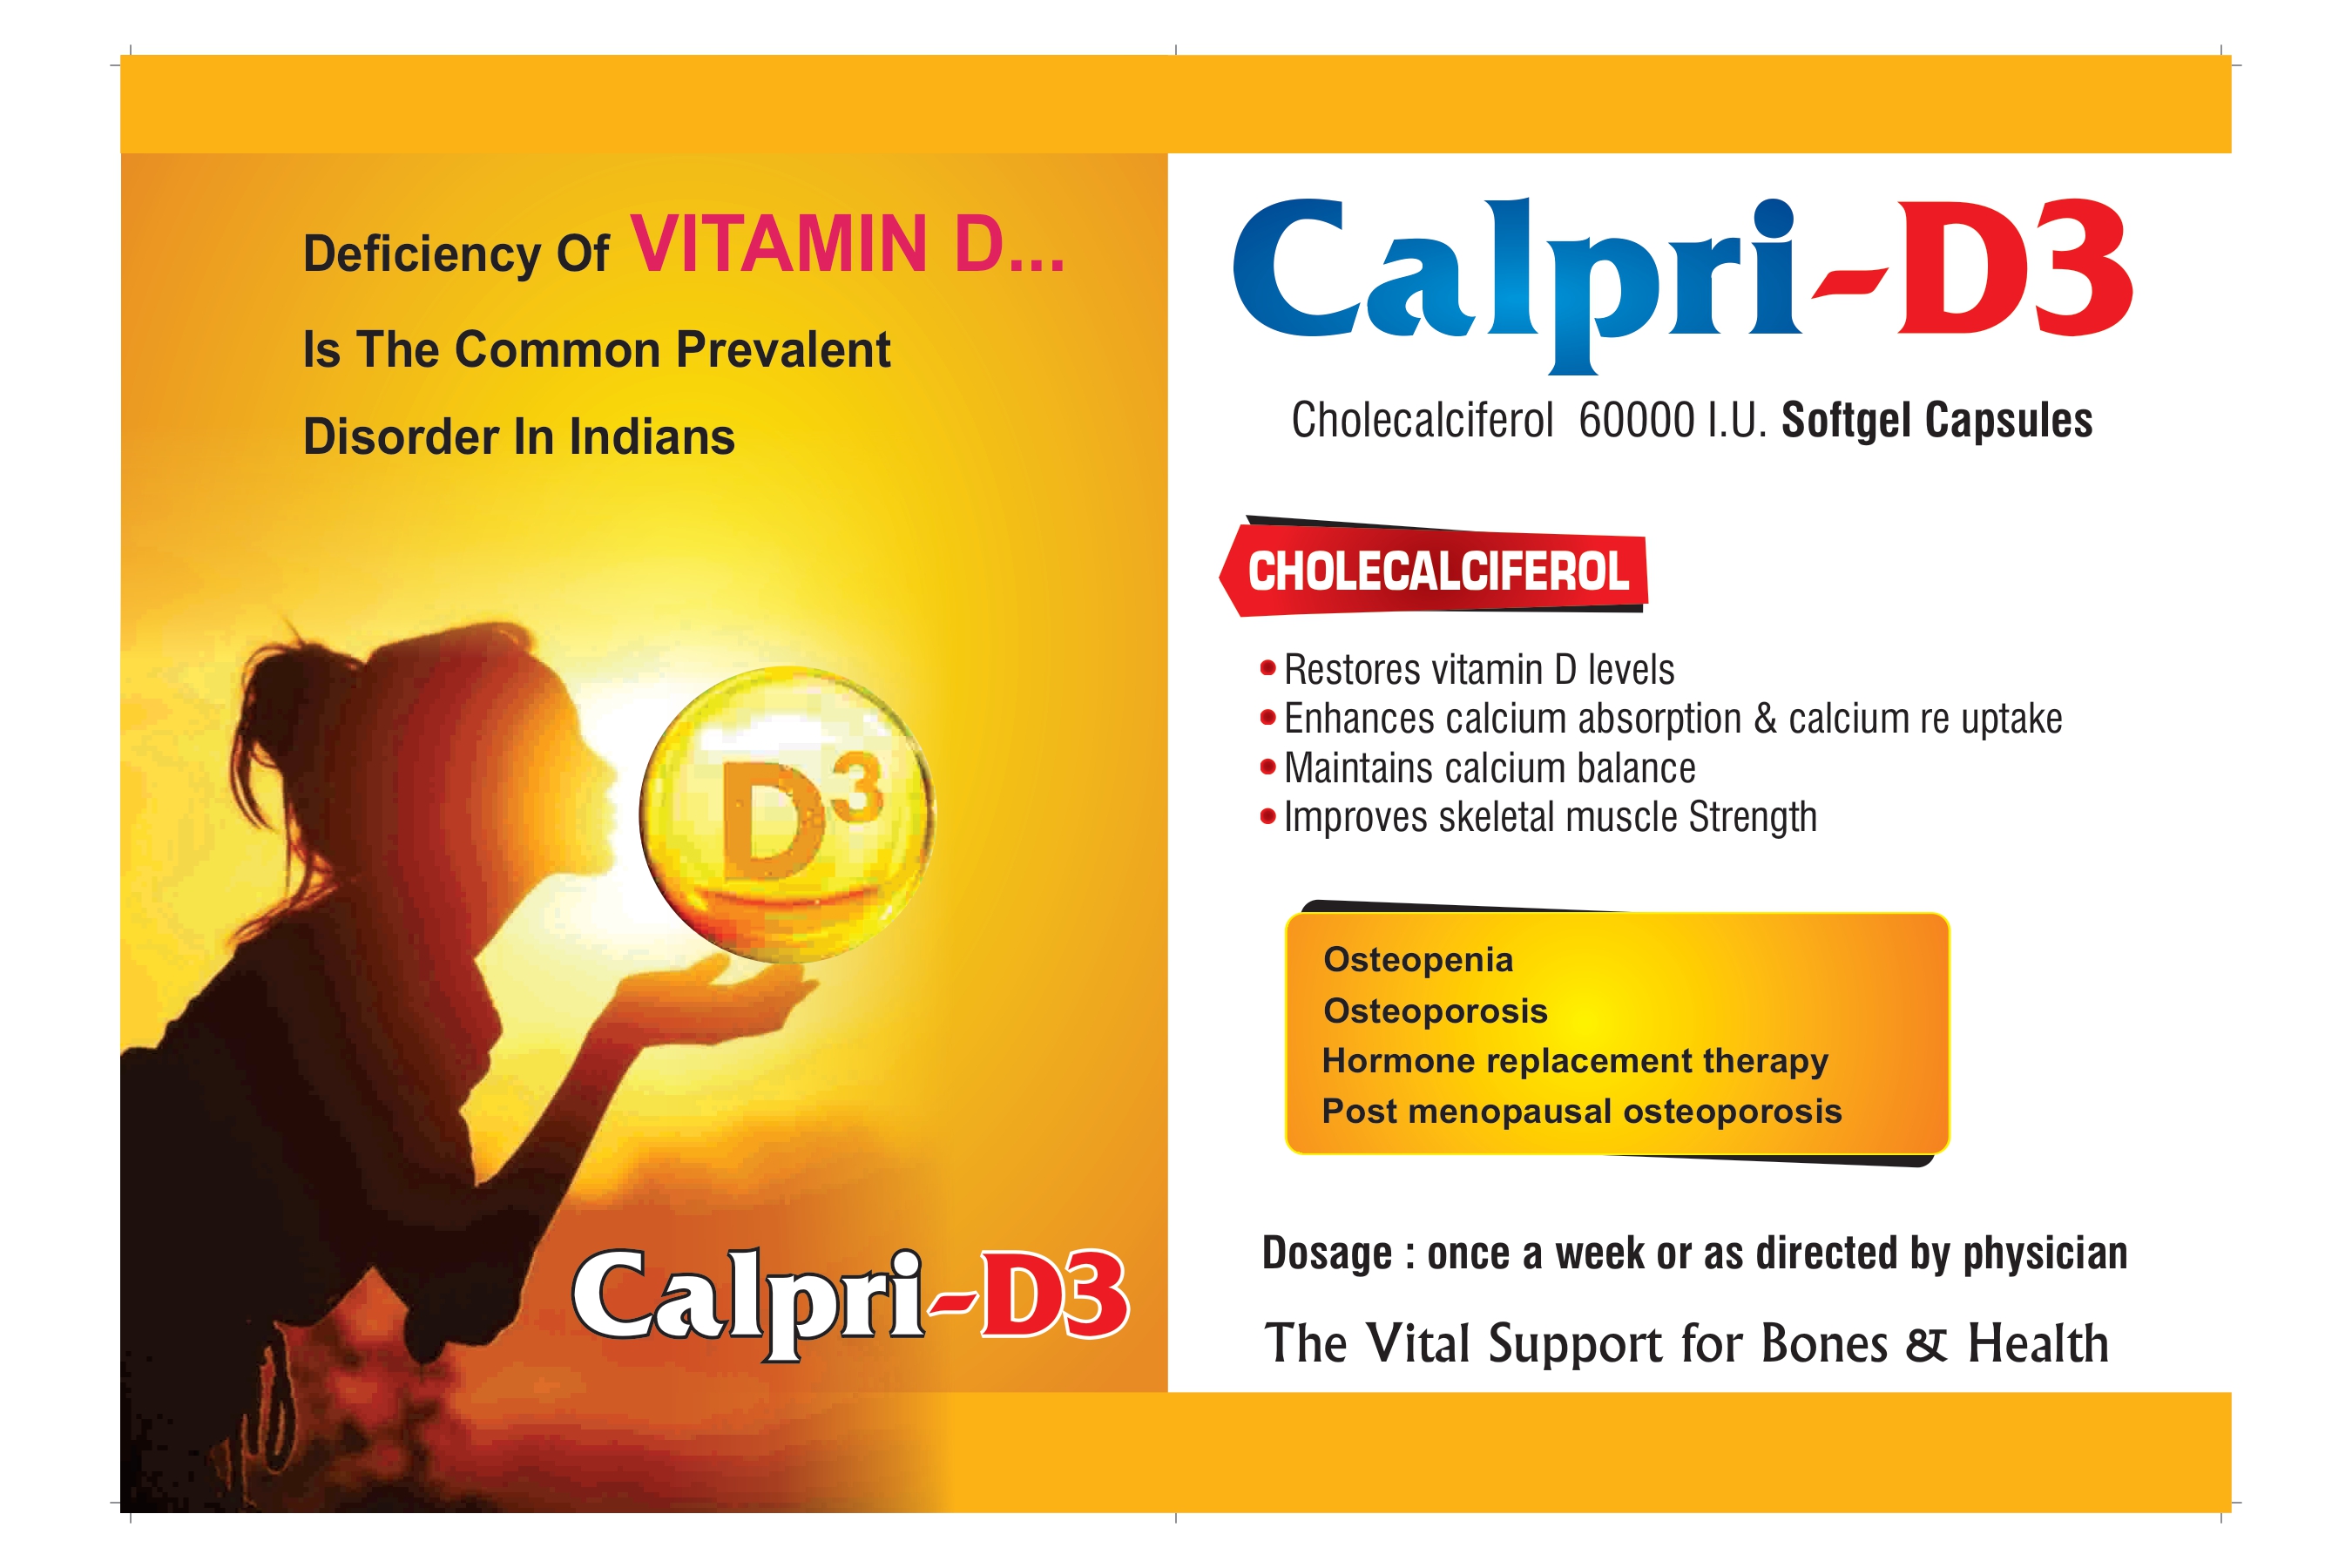 Deficiency Of VITAMIN D...
Is The Common Prevalent
Disorder In Indians
D3
Calpri-D3
Calpri-D3
Cholecalciferol 60000 I.U. Softgel Capsules
CHOLECALCIFEROL
• Restores vitamin D levels
• Enhances calcium absorption & calcium re uptake
• Maintains calcium balance
• Improves skeletal muscle Strength
Osteopenia
Osteoporosis
Hormone replacement therapy
Post menopausal osteoporosis
Dosage : once a week or as directed by physician
The Vital Support for Bones & Health